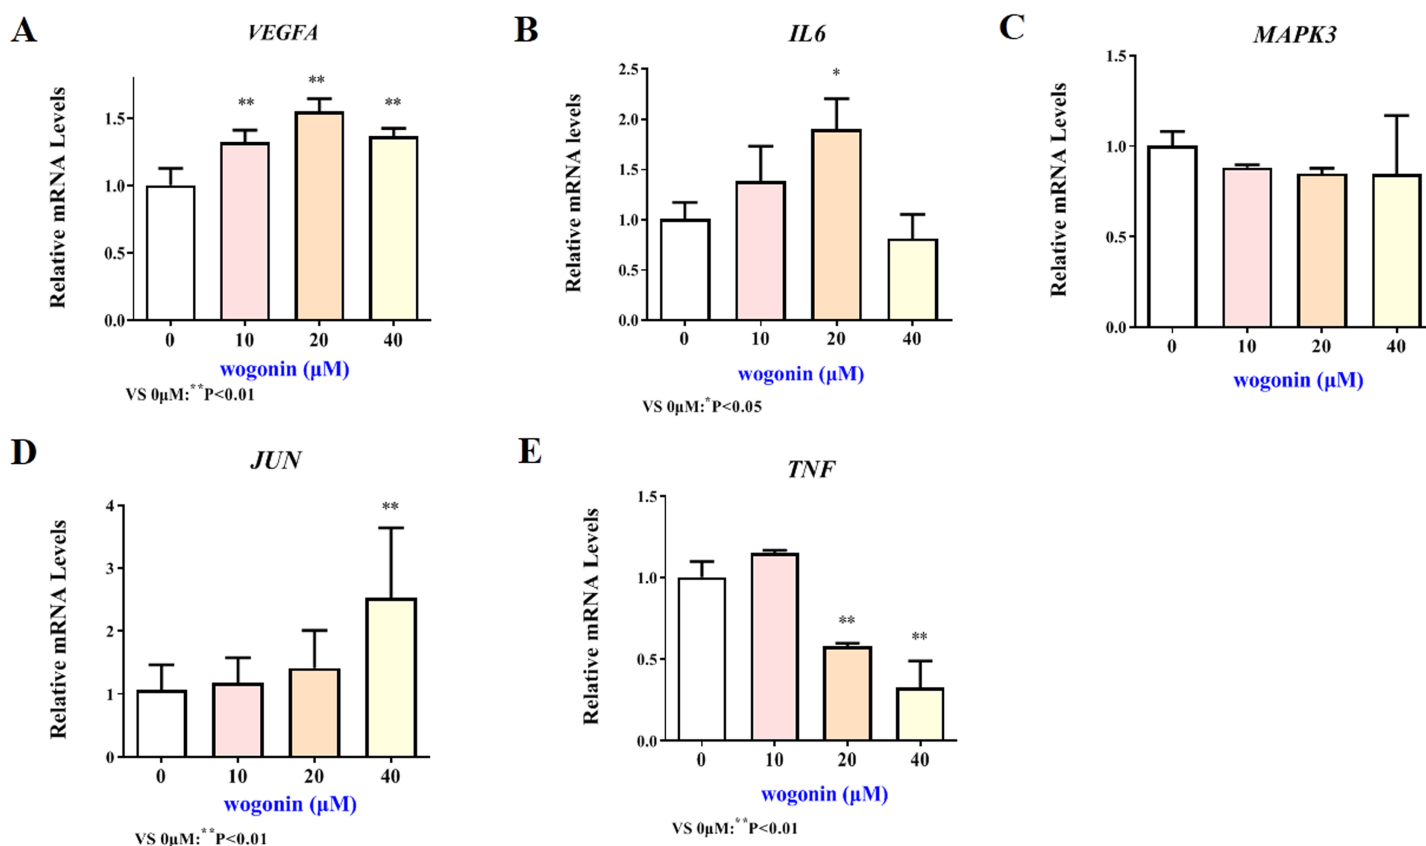 A
VEGFA
Relative mRNA Levels
1.5
1.0
0.5
0.0
**
**
**
0 10 20 40
wogonin (μM)
VS 0μM:**P<0.01
B
IL6
Relative mRNA levels
2.5
2.0
1.5
1.0
0.5
0.0
*
0 10 20 40
wogonin (μM)
VS 0μM:*P<0.05
C
MAPK3
Relative mRNA Levels
1.5
1.0
0.5
0.0
0 10 20 40
wogonin (μM)
D
JUN
Relative mRNA Levels
4
3
2
1
0
**
0 10 20 40
wogonin (μM)
VS 0μM:**P<0.01
E
TNF
Relative mRNA Levels
1.5
1.0
0.5
0.0
**
**
0 10 20 40
wogonin (μM)
VS 0μM:**P<0.01